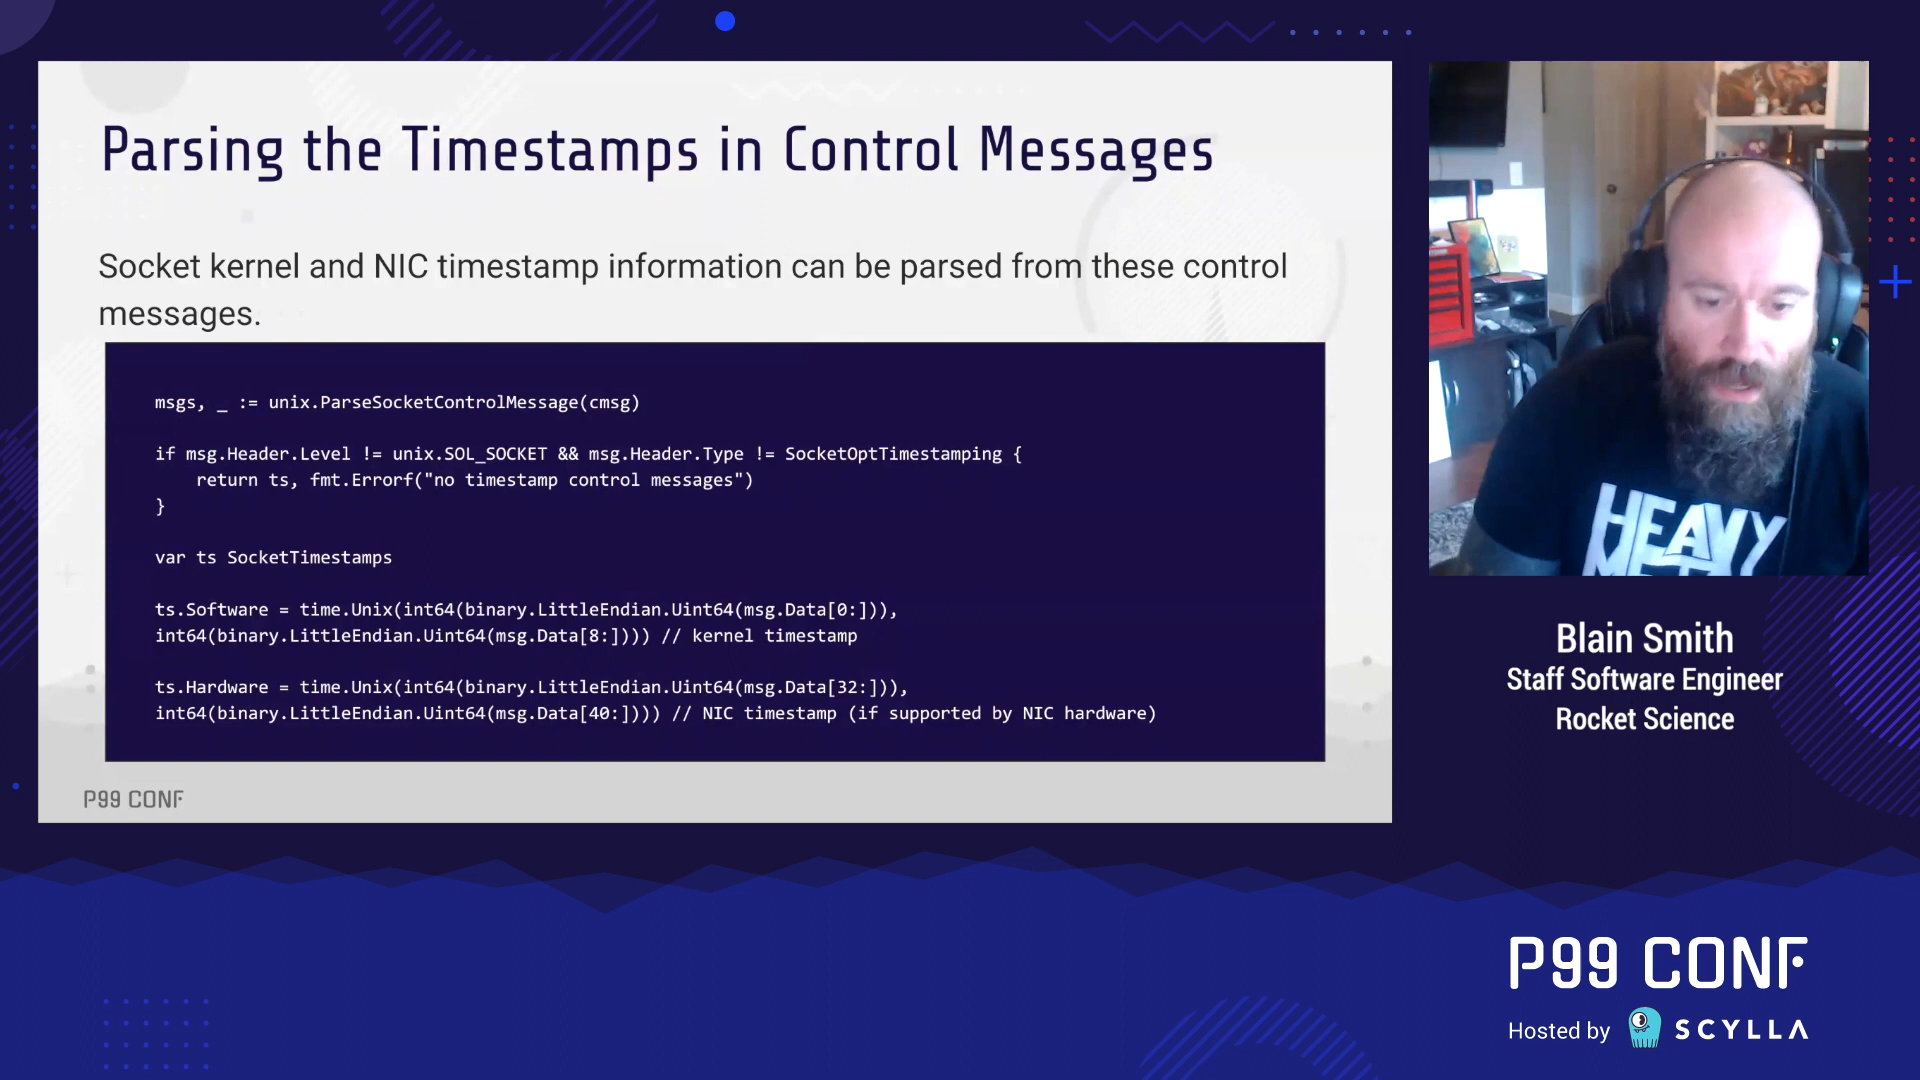 Parsing the Timestamps in Control Messages
Socket kernel and NIC timestamp information can be parsed from these control
messages.
msgs, _ := unix.ParseSocketControlMessage(cmsg)
if msg.Header.Level != unix.SOL_SOCKET && msg.Header.Type != SocketOptTimestamping {
return ts, fmt.Errorf("no timestamp control messages")
}
var ts SocketTimestamps
ts.Software = time.Unix(int64(binary.LittleEndian.Uint64(msg.Data[0:])),
int64(binary.LittleEndian.Uint64(msg.Data[8:]))) // kernel timestamp
ts.Hardware = time.Unix(int64(binary.LittleEndian.Uint64(msg.Data[32:])),
int64(binary.LittleEndian.Uint64(msg.Data[40:]))) // NIC timestamp (if supported by NIC hardware)
P99 CONF
HEAVY
Blain Smith
Staff Software Engineer
Rocket Science
P99 CONF
Hosted by SCYLLA